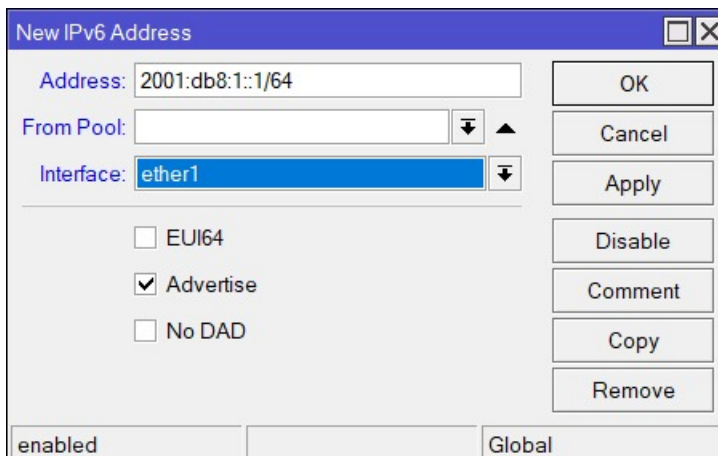 New IPv6 Address
Address: 2001:db8:1::1/64
OK
From Pool:
Cancel
Interface: ether1
Apply
EUI64
Disable
Advertise
Comment
No DAD
Copy
Remove
enabled
Global